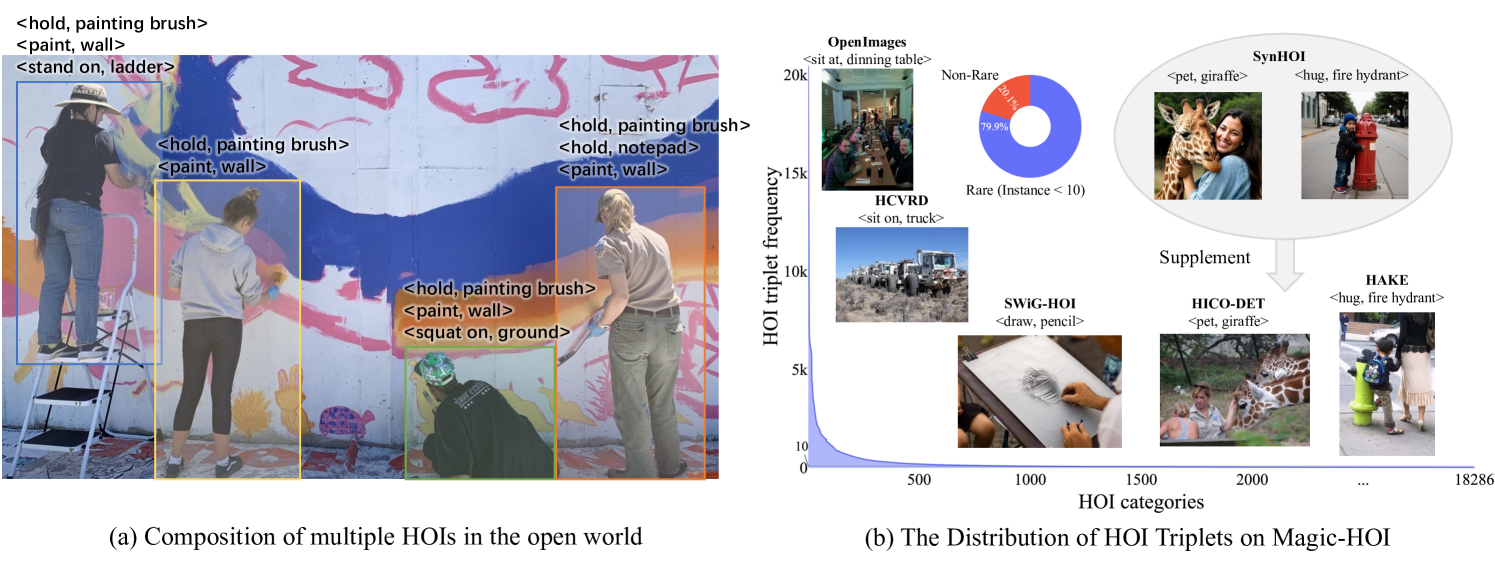 <hold, painting brush>
<paint, wall>
<stand on, ladder>
<hold, painting brush>
<paint, wall>
<hold, painting brush>
<hold, notepad>
<paint, wall>
<hold, painting brush>
<paint, wall>
<squat on, ground>
(a) Composition of multiple HOIs in the open world
HOI triplet frequency
20k
15k
10k
5k
10
0
500
1000
1500
2000
...
18286
HOI categories
OpenImages
<sit at, dinning table>
Non-Rare
20.1%
79.9%
Rare (Instance < 10)
SynHOI
<pet, giraffe>
<hug, fire hydrant>
HCVRD
<sit on, truck>
Supplement
SWiG-HOI
<draw, pencil>
HICO-DET
<pet, giraffe>
HAKE
<hug, fire hydrant>
(b) The Distribution of HOI Triplets on Magic-HOI